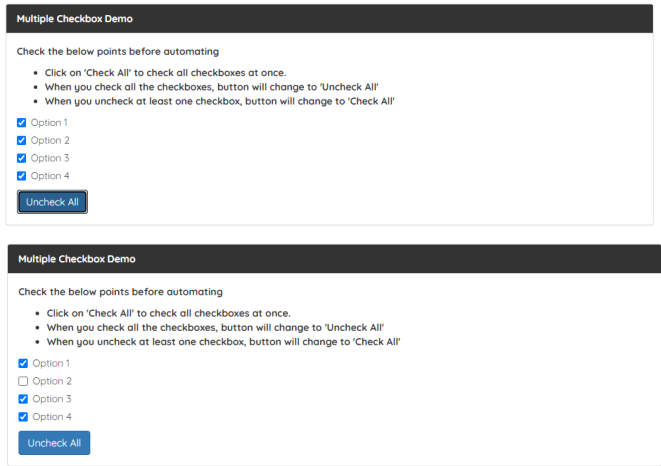 Multiple Checkbox Demo
Check the below points before automating
Click on 'Check All' to check all checkboxes at once.
When you check all the checkboxes, button will change to 'Uncheck All'
When you uncheck at least one checkbox, button will change to 'Check All'
Option 1
Option 2
Option 3
Option 4
Uncheck All
Multiple Checkbox Demo
Check the below points before automating
Click on 'Check All' to check all checkboxes at once.
When you check all the checkboxes, button will change to 'Uncheck All'
When you uncheck at least one checkbox, button will change to 'Check All'
Option 1
Option 2
Option 3
Option 4
Uncheck All